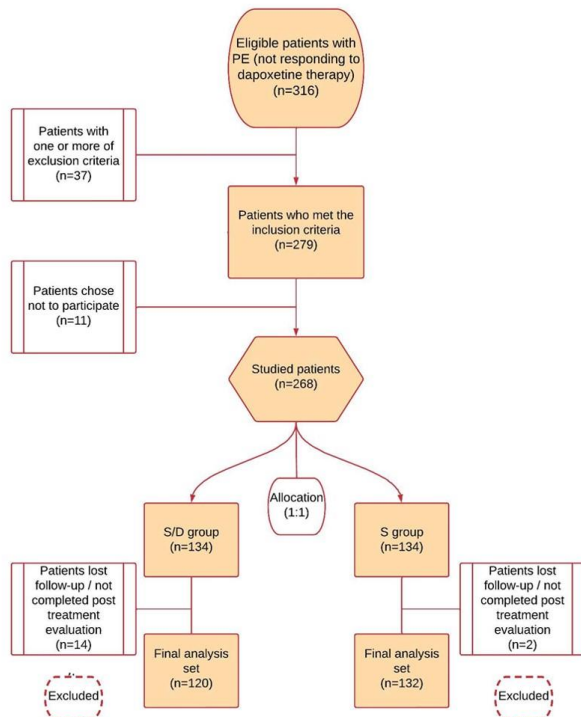 Eligible patients with
PE (not responding to
dapoxetine therapy)
(n=316)
Patients with
one or more of
exclusion criteria
(n=37)
Patients who met the
inclusion criteria
(n=279)
Patients chose
not to participate
(n=11)
Studied patients
(n=268)
Allocation
(1:1)
S/D group
(n=134)
S group
(n=134)
Patients lost
follow-up / not
completed post
treatment
evaluation
(n=14)
Patients lost
follow-up / not
completed post
treatment
evaluation
(n=2)
Final analysis
set
(n=120)
Final analysis
set
(n=132)
Excluded
Excluded